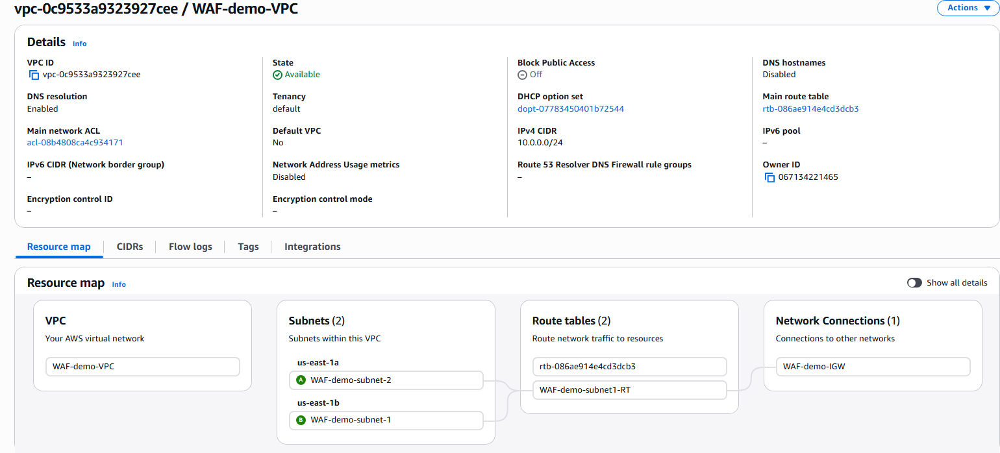 vpc-0c9533a9323927cee / WAF-demo-VPC
Actions
Details Info
VPC ID
vpc-0c9533a9323927cee
State
Available
Block Public Access
Off
DNS hostnames
Disabled
DNS resolution
Enabled
Tenancy
default
DHCP option set
dopt-07783450401b72544
Main route table
rtb-086ae914e4cd3dcb3
Main network ACL
acl-08b4808ca4c934171
Default VPC
No
IPv4 CIDR
10.0.0.0/24
IPv6 pool
–
IPv6 CIDR (Network border group)
–
Network Address Usage metrics
Disabled
Route 53 Resolver DNS Firewall rule groups
–
Owner ID
067134221465
Encryption control ID
–
Encryption control mode
–
Resource map
CIDRs
Flow logs
Tags
Integrations
Resource map Info
Show all details
VPC
Your AWS virtual network
WAF-demo-VPC
Subnets (2)
Subnets within this VPC
us-east-1a
A WAF-demo-subnet-2
us-east-1b
B WAF-demo-subnet-1
Route tables (2)
Route network traffic to resources
rtb-086ae914e4cd3dcb3
WAF-demo-subnet1-RT
Network Connections (1)
Connections to other networks
WAF-demo-IGW